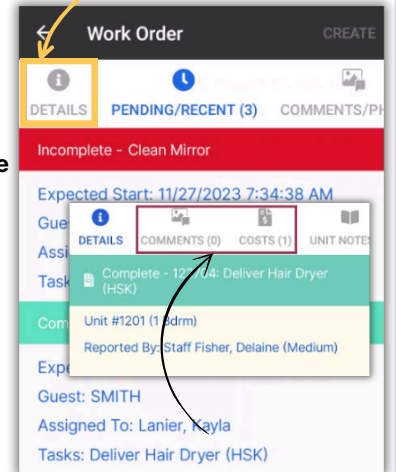 Work Order CREATE
DETAILS PENDING/RECENT (3) COMMENTS/PH
Incomplete - Clean Mirror
Expected Start: 11/27/2023 7:34:38 AM
Gue
Assi
Task
DETAILS COMMENTS (0) COSTS (1) UNIT NOTES
Complete - 122704: Deliver Hair Dryer
(HSK)
Unit #1201 (1 Bdrm)
Reported By: Staff Fisher, Delaine (Medium)
Com
Expe
Guest: SMITH
Assigned To: Lanier, Kayla
Tasks: Deliver Hair Dryer (HSK)
e